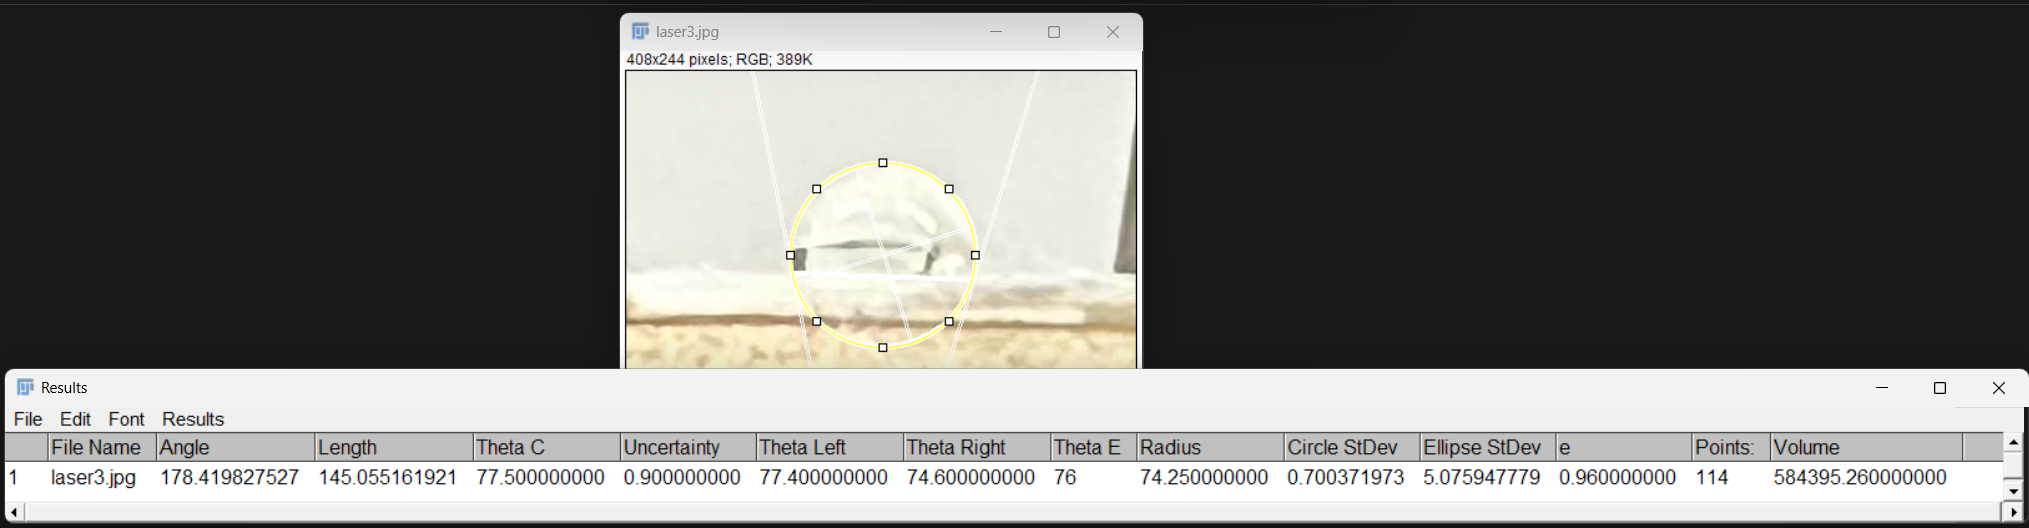 laser3.jpg
408x244 pixels; RGB; 389K
Results
File Edit Font Results
File Name Angle Length Theta C Uncertainty Theta Left Theta Right Theta E Radius Circle StDev Ellipse StDev e Points: Volume
1 laser3.jpg 178.419827527 145.055161921 77.500000000 0.900000000 77.400000000 74.600000000 76 74.250000000 0.700371973 5.075947779 0.960000000 114 584395.260000000